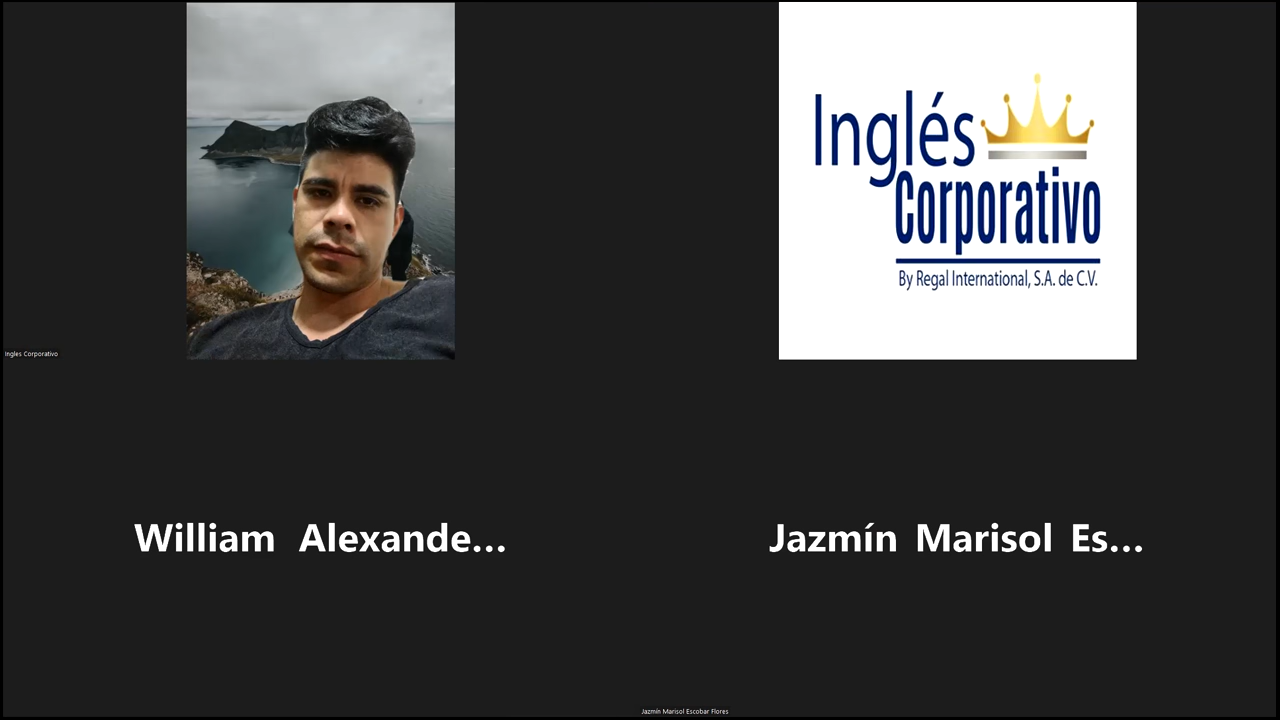 Inglés
Corporativo
By Regal International, S.A. de C.V.
Ingles Corporativo
William Alexande...
Jazmín Marisol Es...
Jazmín Marisol Escobar Flores